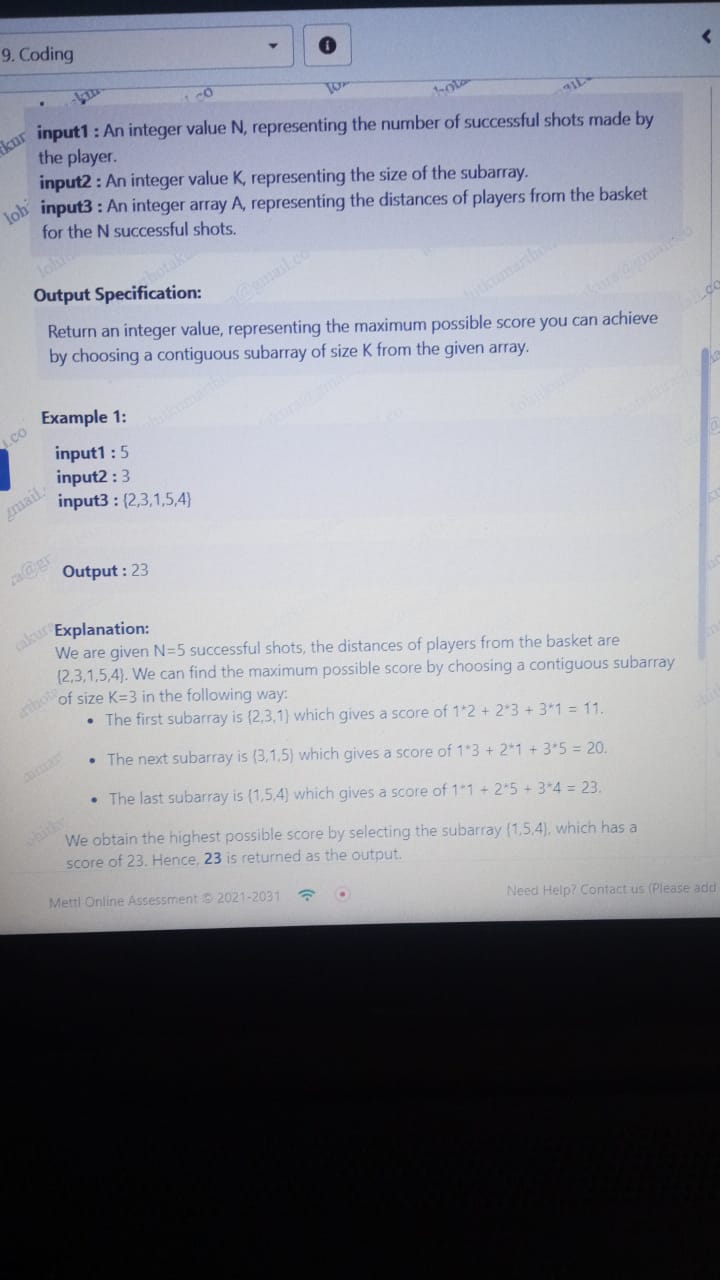 9. Coding
input1 : An integer value N, representing the number of successful shots made by
the player.
input2 : An integer value K, representing the size of the subarray.
input3 : An integer array A, representing the distances of players from the basket
for the N successful shots.
Output Specification:
Return an integer value, representing the maximum possible score you can achieve
by choosing a contiguous subarray of size K from the given array.
Example 1:
input1 : 5
input2 : 3
input3 : {2,3,1,5,4}
Output : 23
Explanation:
We are given N=5 successful shots, the distances of players from the basket are
{2,3,1,5,4}. We can find the maximum possible score by choosing a contiguous subarray
of size K=3 in the following way:
• The first subarray is {2,3,1} which gives a score of 1*2 + 2*3 + 3*1 = 11.
• The next subarray is {3,1,5} which gives a score of 1*3 + 2*1 + 3*5 = 20.
• The last subarray is {1,5,4} which gives a score of 1*1 + 2*5 + 3*4 = 23.
We obtain the highest possible score by selecting the subarray {1,5,4}, which has a
score of 23. Hence, 23 is returned as the output.
Mettl Online Assessment © 2021-2031
Need Help? Contact us (Please add